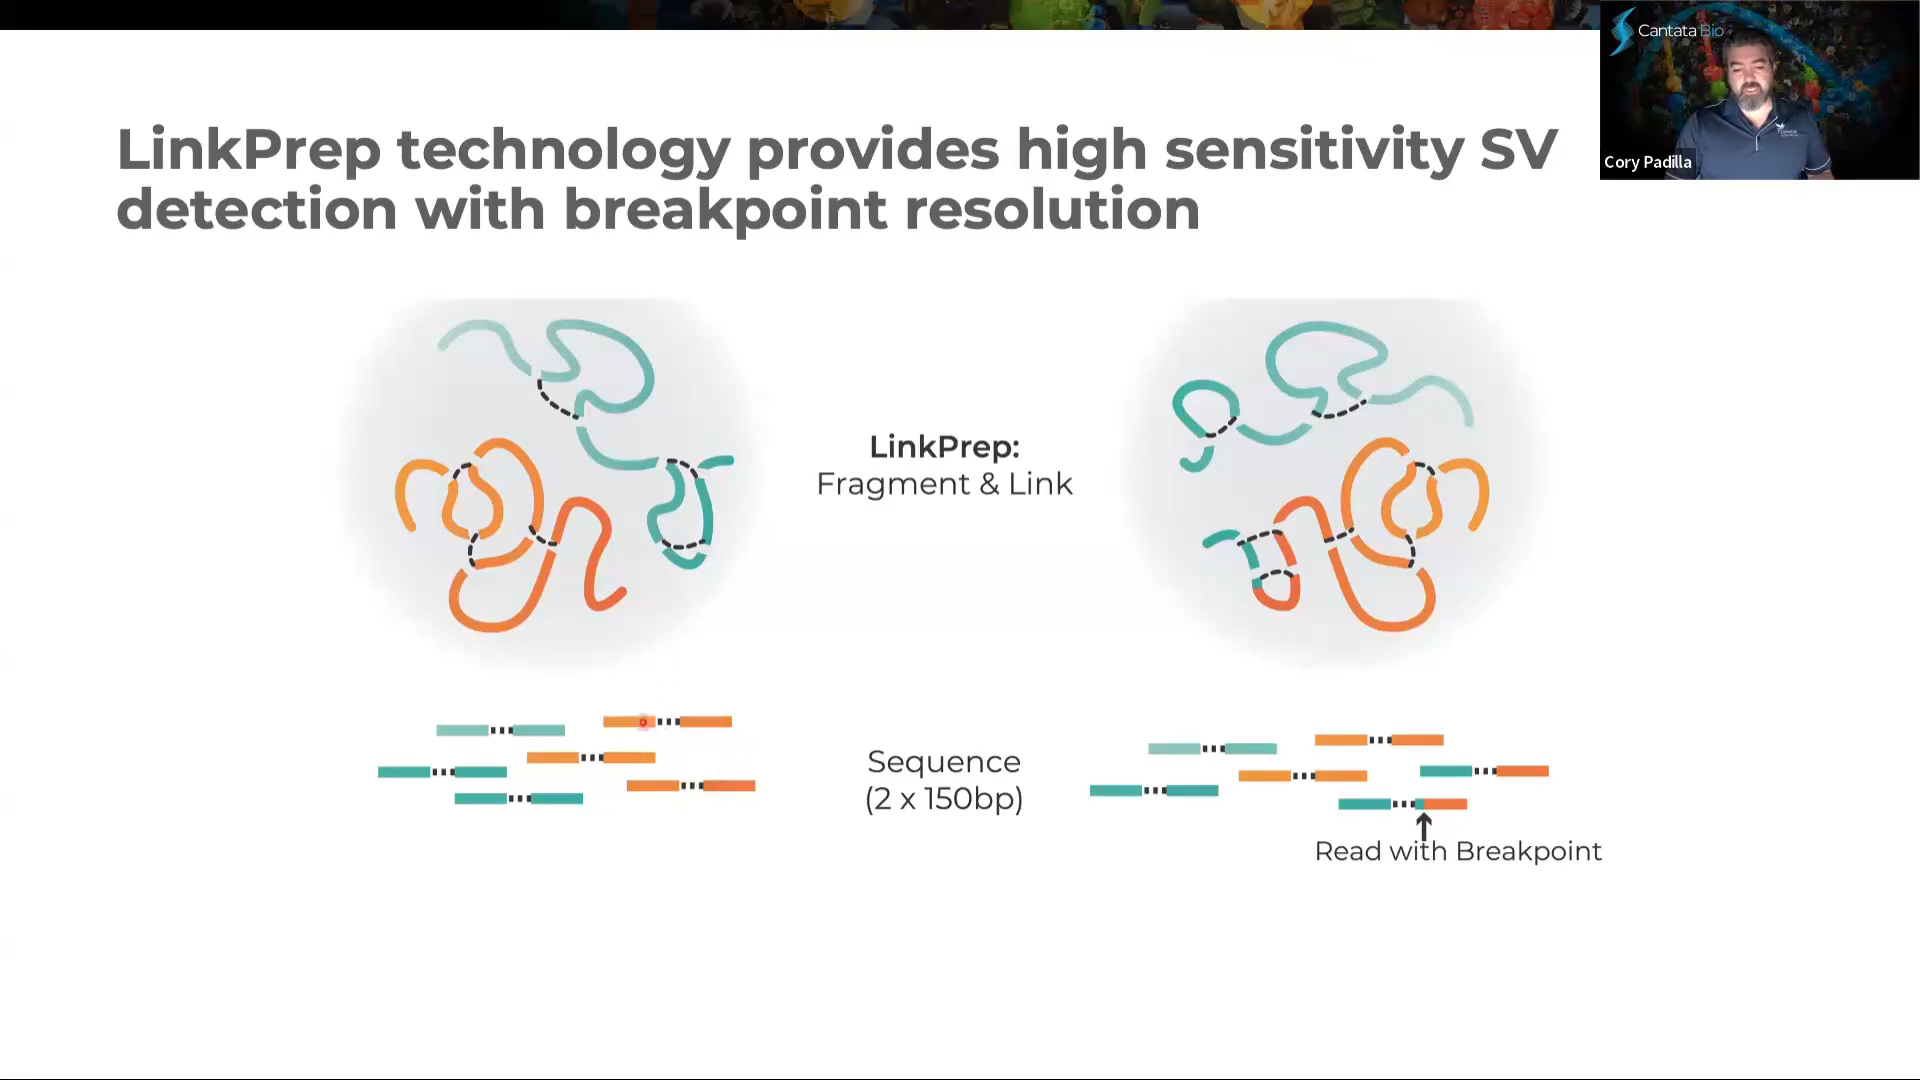 Cantata Bio
Cory Padilla
LinkPrep technology provides high sensitivity SV
detection with breakpoint resolution
LinkPrep:
Fragment & Link
Sequence
(2 x 150bp)
Read with Breakpoint